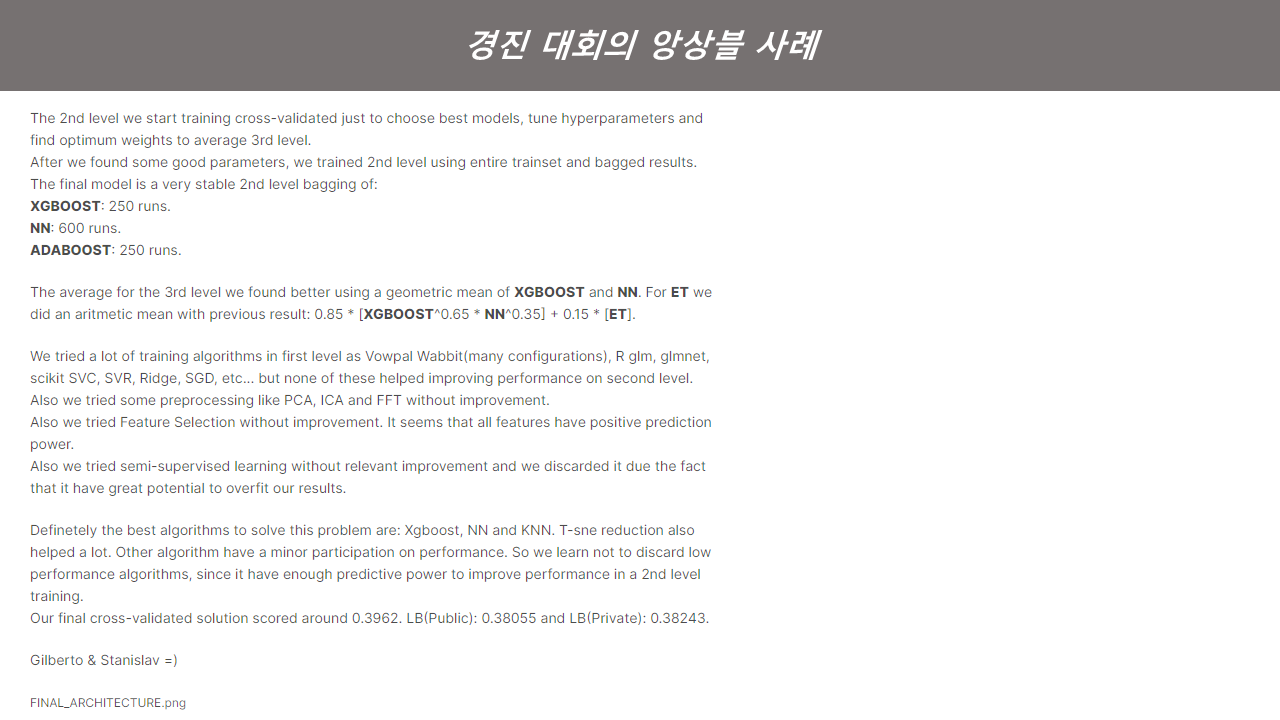 경진 대회의 앙상블 사례
The 2nd level we start training cross-validated just to choose best models, tune hyperparameters and
find optimum weights to average 3rd level.
After we found some good parameters, we trained 2nd level using entire trainset and bagged results.
The final model is a very stable 2nd level bagging of:
XGBOOST: 250 runs.
NN: 600 runs.
ADABOOST: 250 runs.
The average for the 3rd level we found better using a geometric mean of XGBOOST and NN. For ET we
did an aritmetic mean with previous result: 0.85 * [XGBOOST^0.65 * NN^0.35] + 0.15 * [ET].
We tried a lot of training algorithms in first level as Vowpal Wabbit(many configurations), R glm, glmnet,
scikit SVC, SVR, Ridge, SGD, etc... but none of these helped improving performance on second level.
Also we tried some preprocessing like PCA, ICA and FFT without improvement.
Also we tried Feature Selection without improvement. It seems that all features have positive prediction
power.
Also we tried semi-supervised learning without relevant improvement and we discarded it due the fact
that it have great potential to overfit our results.
Definetely the best algorithms to solve this problem are: Xgboost, NN and KNN. T-sne reduction also
helped a lot. Other algorithm have a minor participation on performance. So we learn not to discard low
performance algorithms, since it have enough predictive power to improve performance in a 2nd level
training.
Our final cross-validated solution scored around 0.3962. LB(Public): 0.38055 and LB(Private): 0.38243.
Gilberto & Stanislav =)
FINAL_ARCHITECTURE.png